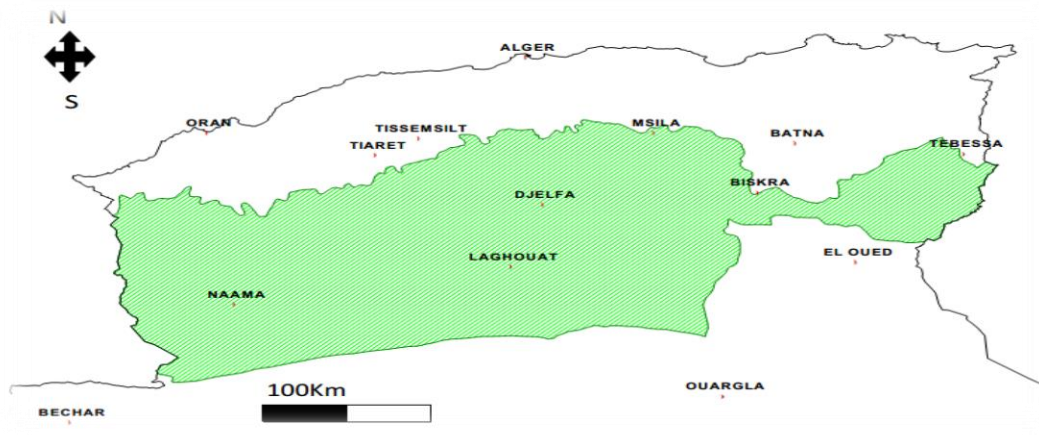 N
S
ALGER
ORAN
TISSEMSILT
MSILA
TIARET
BATNA
TEBESSA
BISKRA
DJELFA
EL OUED
LAGHOUAT
NAAMA
100Km
OUARGLA
BECHAR